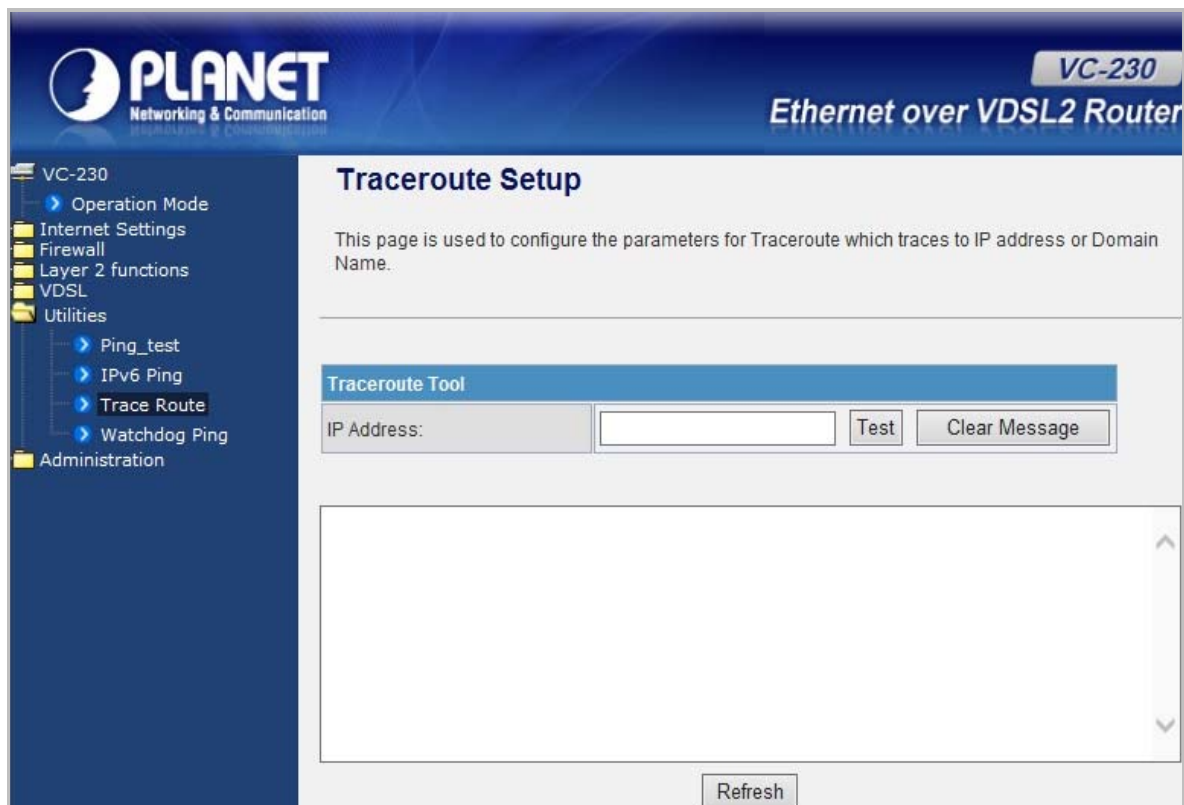 PLANET
Networking & Communication
VC-230
Ethernet over VDSL2 Router
VC-230
Operation Mode
Internet Settings
Firewall
Layer 2 functions
VDSL
Utilities
Ping_test
IPv6 Ping
Trace Route
Watchdog Ping
Administration
Traceroute Setup
This page is used to configure the parameters for Traceroute which traces to IP address or Domain
Name.
Traceroute Tool
IP Address:
Test
Clear Message
Refresh